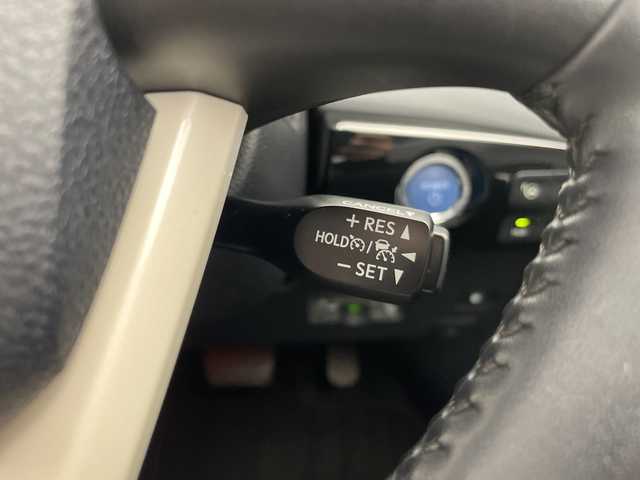 CANCEL
+ RES ▲
HOLD / ◄
− SET ▼